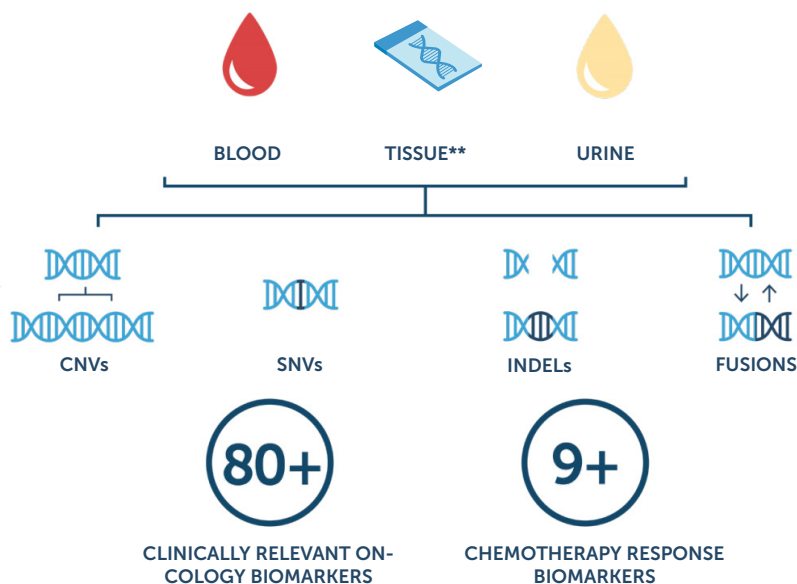 BLOOD
TISSUE**
URINE
CNVs
SNVs
INDELs
FUSIONS
80+
9+
CLINICALLY RELEVANT ON-
COLOGY BIOMARKERS
CHEMOTHERAPY RESPONSE
BIOMARKERS